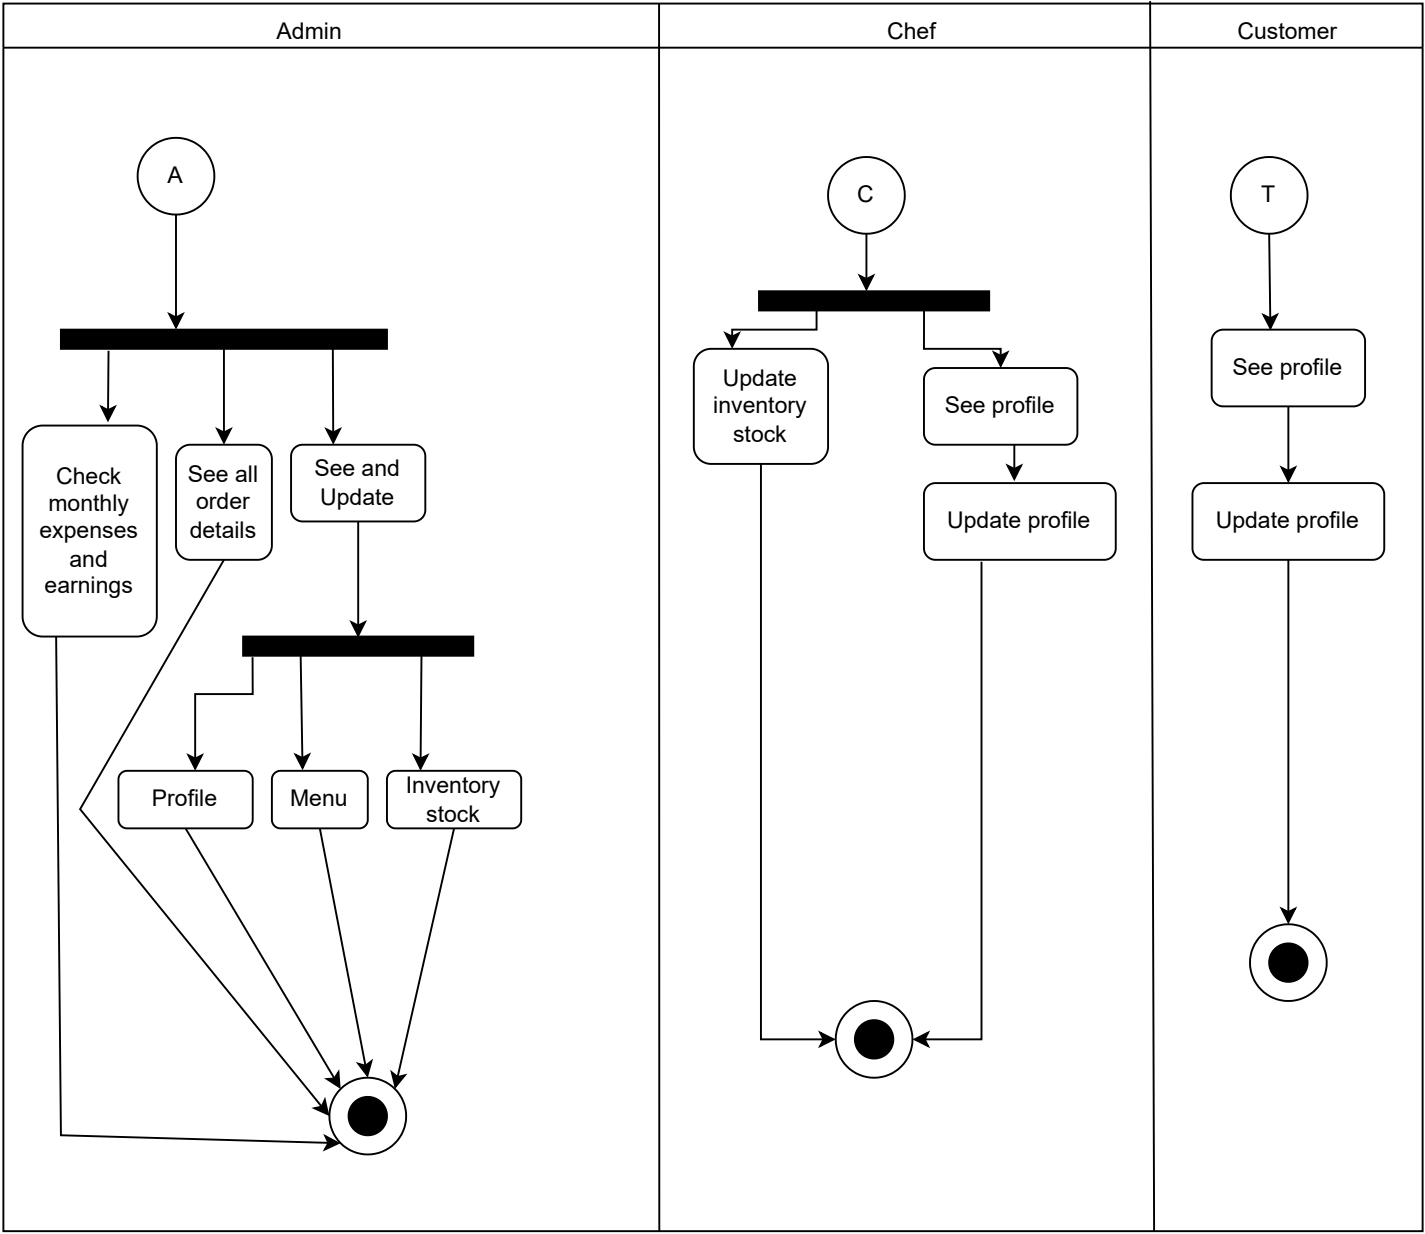 Admin
Chef
Customer
A
C
T
Check
monthly
expenses
and
earnings
See all
order
details
See and
Update
Profile
Menu
Inventory
stock
Update
inventory
stock
See profile
Update profile
See profile
Update profile